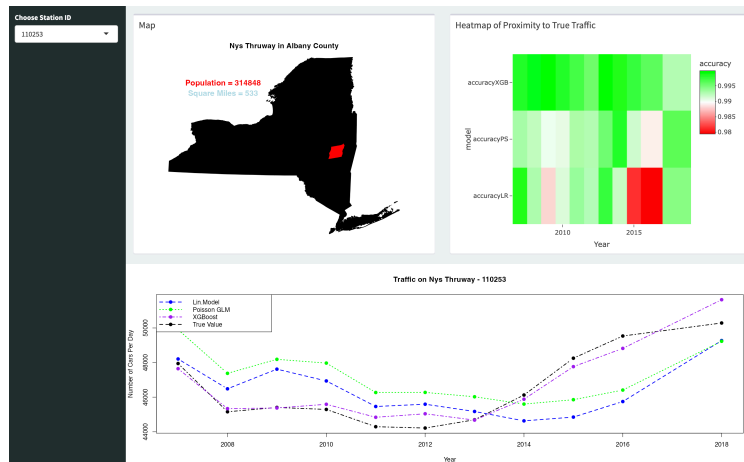 Choose Station ID
110253
Map
Nys Thruway in Albany County
Population = 314848
Square Miles = 533
Heatmap of Proximity to True Traffic
accuracy
accuracyXGB
0.995
0.99
accuracyPS
0.985
0.98
model
accuracyLR
2010
2015
Year
Traffic on Nys Thruway - 110253
Lin.Model
Poisson GLM
XGBoost
True Value
Number of Cars Per Day
50000
48000
46000
44000
2008
2010
2012
2014
2016
2018
Year